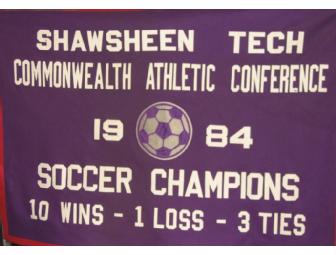 SHAWSHEEN TECH
COMMONWEALTH ATHLETIC CONFERENCE
19 84
SOCCER CHAMPIONS
10 WINS - 1 LOSS - 3 TIES